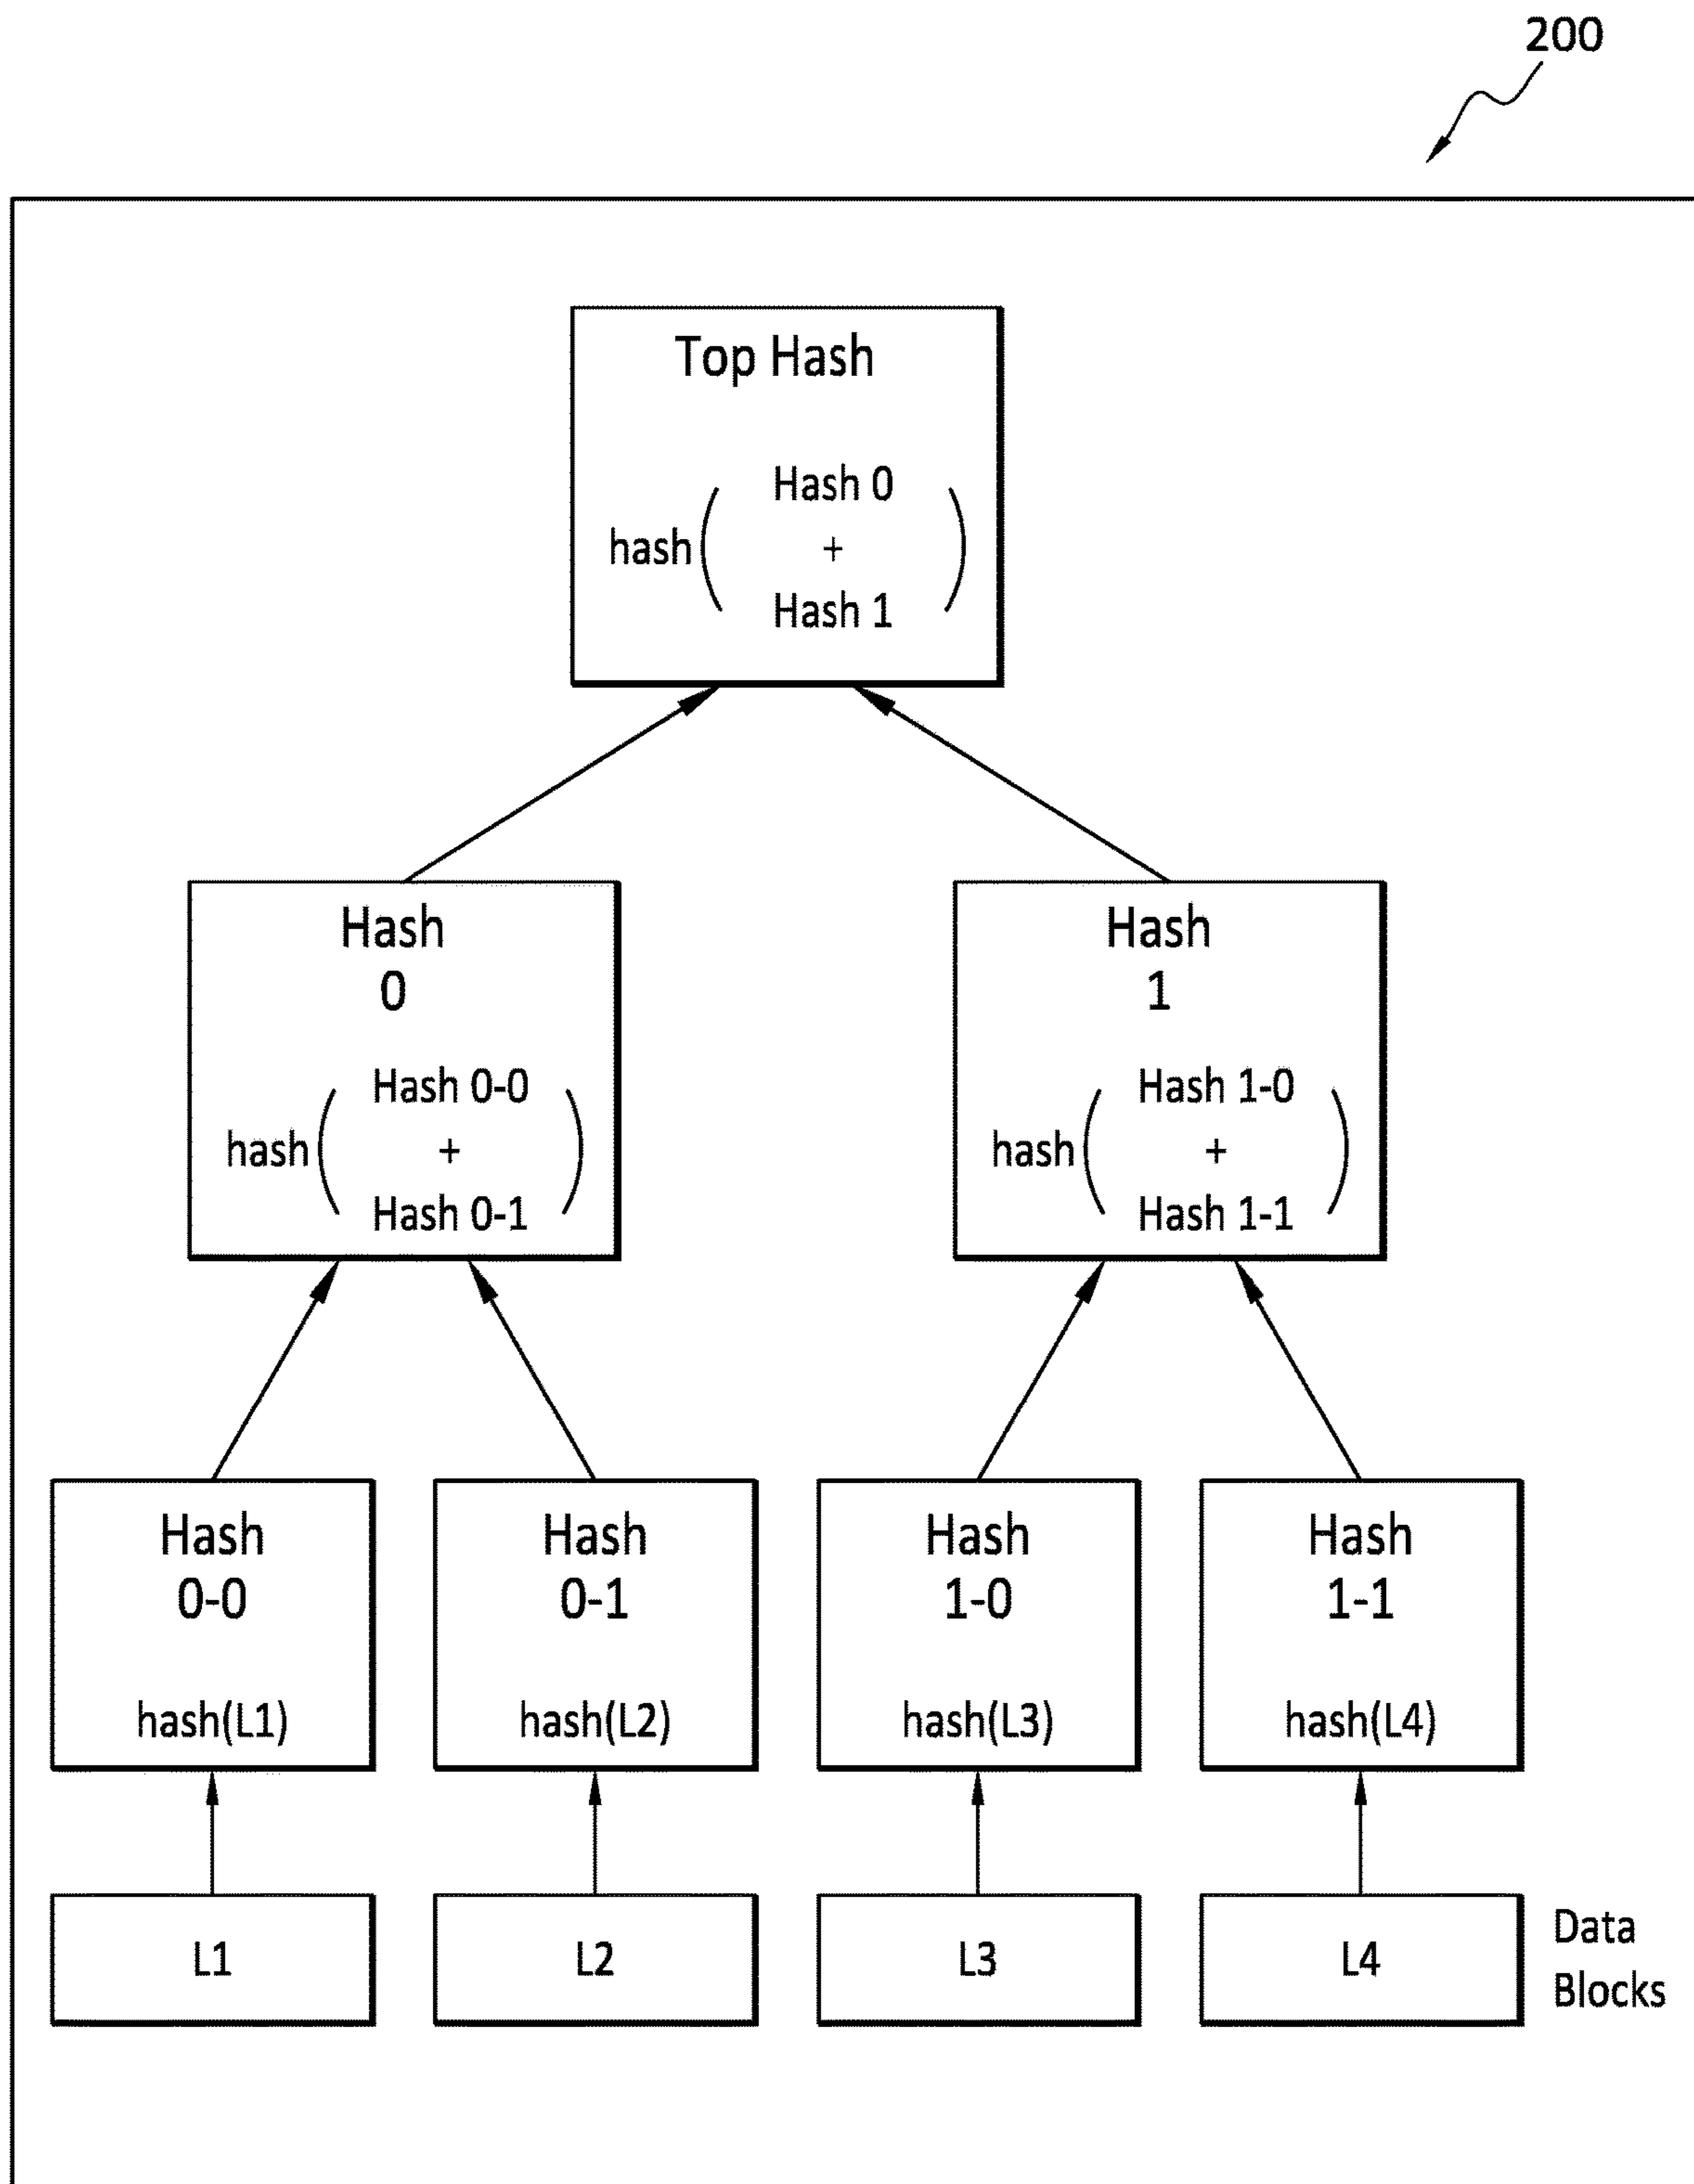 200
Top Hash
Hash 0
hash( + )
Hash 1
Hash
0
Hash 0-0
hash( + )
Hash 0-1
Hash
1
Hash 1-0
hash( + )
Hash 1-1
Hash
0-0
hash(L1)
Hash
0-1
hash(L2)
Hash
1-0
hash(L3)
Hash
1-1
hash(L4)
L1
L2
L3
L4
Data
Blocks